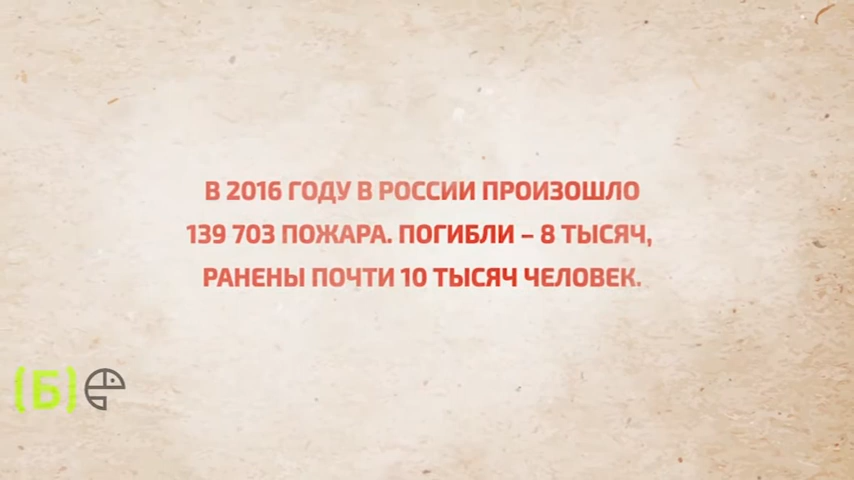 В 2016 ГОДУ В РОССИИ ПРОИЗОШЛО
139 703 ПОЖАРА. ПОГИБЛИ – 8 ТЫСЯЧ,
РАНЕНЫ ПОЧТИ 10 ТЫСЯЧ ЧЕЛОВЕК.
(Б)